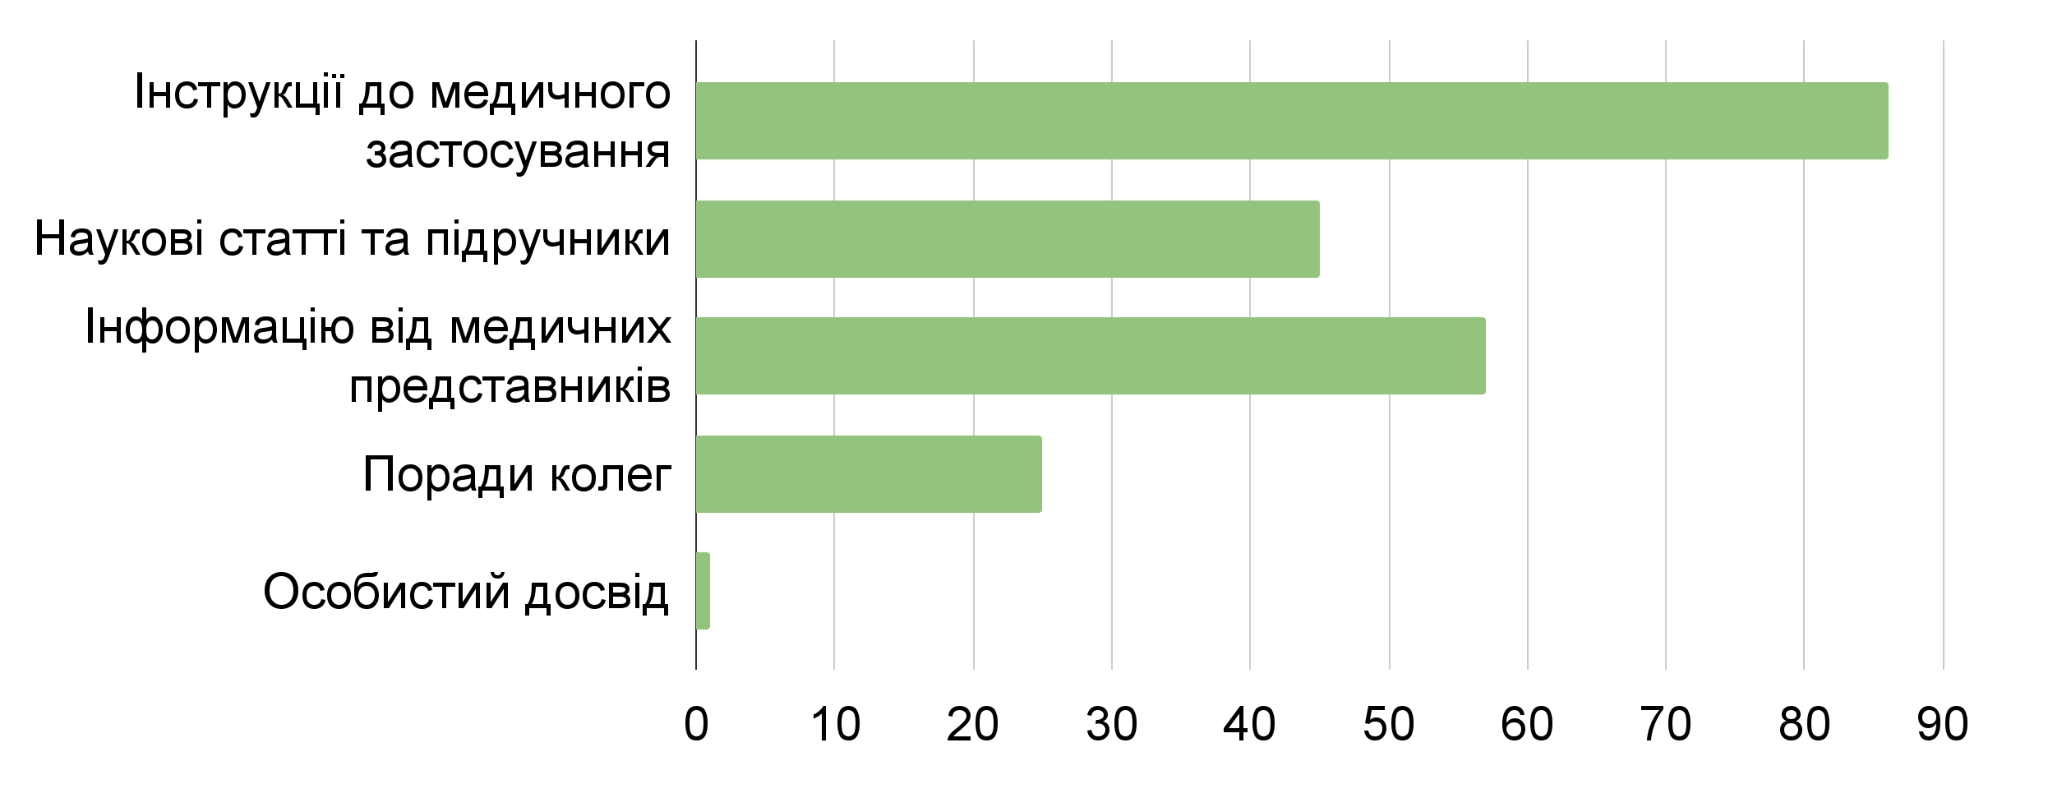 Інструкції до медичного
застосування
Наукові статті та підручники
Інформацію від медичних
представників
Поради колег
Особистий досвід
0 10 20 30 40 50 60 70 80 90